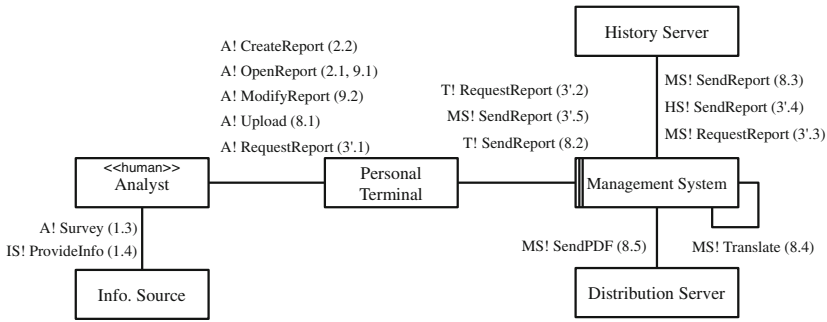 History Server
A! CreateReport (2.2)
A! OpenReport (2.1, 9.1)
A! ModifyReport (9.2)
A! Upload (8.1)
A! RequestReport (3'.1)
T! RequestReport (3'.2)
MS! SendReport (3'.5)
T! SendReport (8.2)
MS! SendReport (8.3)
HS! SendReport (3'.4)
MS! RequestReport (3'.3)
<<human>>
Analyst
Personal
Terminal
Management System
A! Survey (1.3)
IS! ProvideInfo (1.4)
MS! SendPDF (8.5)
MS! Translate (8.4)
Info. Source
Distribution Server